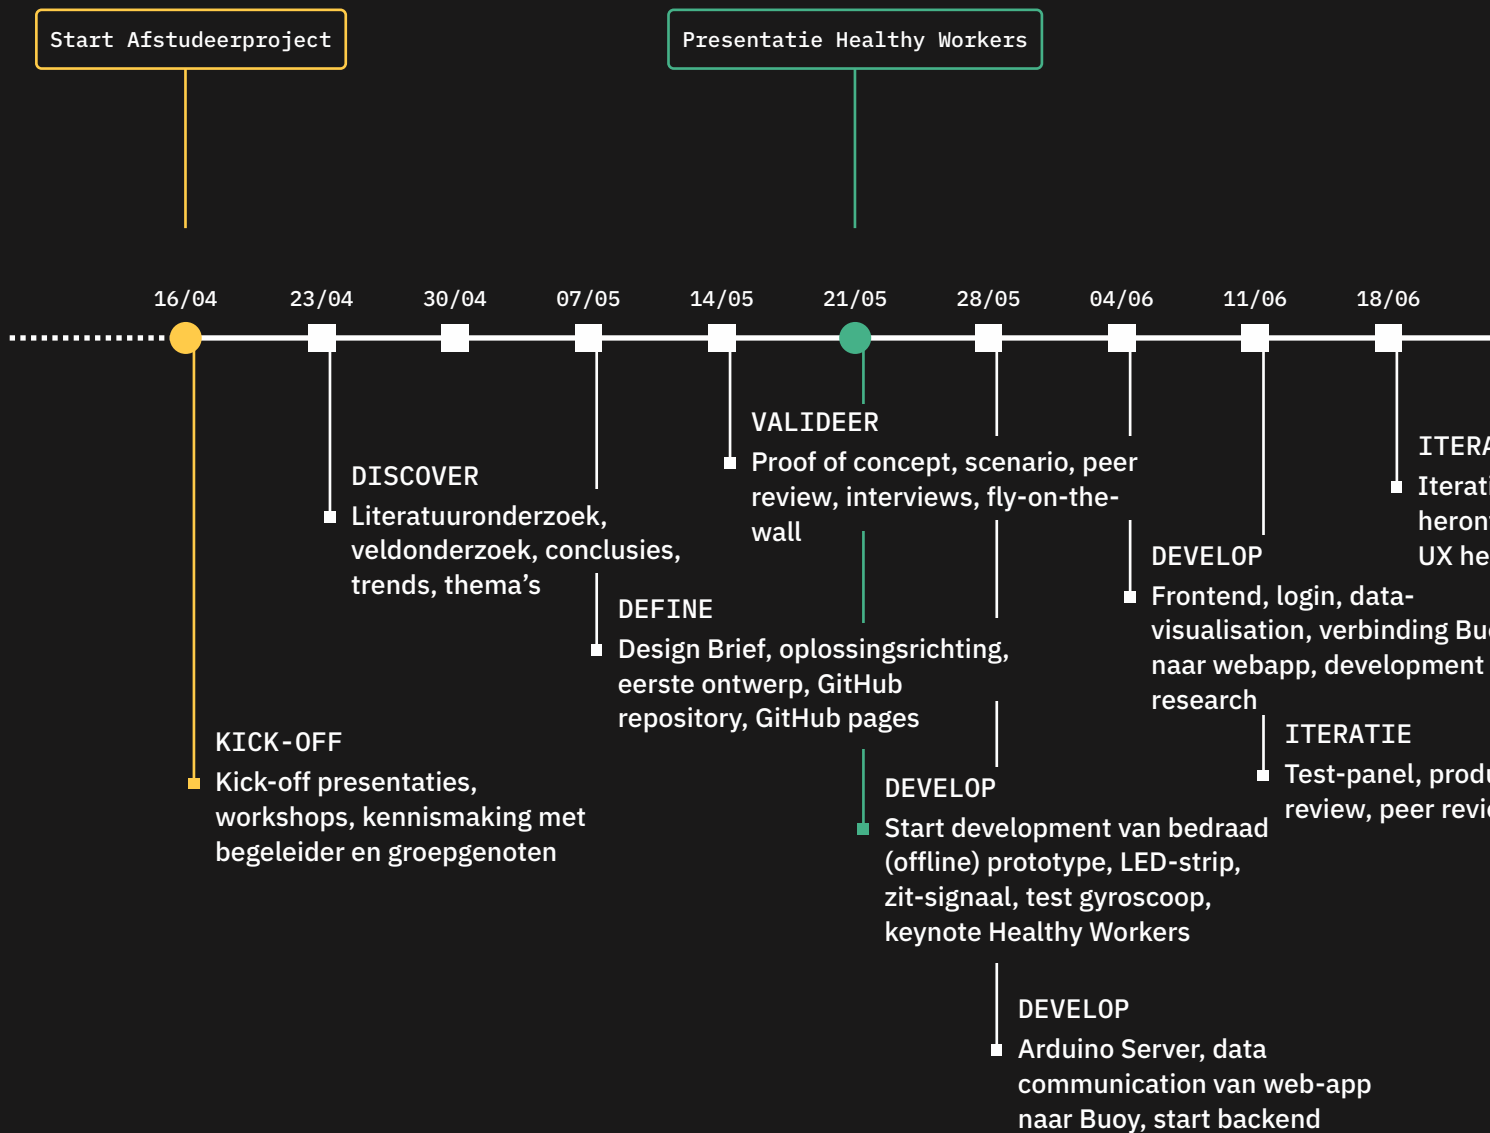 Start Afstudeerproject
Presentatie Healthy Workers
16/04
23/04
30/04
07/05
14/05
21/05
28/05
04/06
11/06
18/06
VALIDEER
Proof of concept, scenario, peer
review, interviews, fly-on-the-
wall
DISCOVER
Literatuuronderzoek,
veldonderzoek, conclusies,
trends, thema’s
DEFINE
Design Brief, oplossingsrichting,
eerste ontwerp, GitHub
repository, GitHub pages
KICK-OFF
Kick-off presentaties,
workshops, kennismaking met
begeleider en groepgenoten
DEVELOP
Start development van bedraad
(offline) prototype, LED-strip,
zit-signaal, test gyroscoop,
keynote Healthy Workers
DEVELOP
Arduino Server, data
communication van web-app
naar Buoy, start backend
DEVELOP
Frontend, login, data-
visualisation, verbinding
naar webapp, development
research
ITERATIE
Test-panel,
review, peer
UX